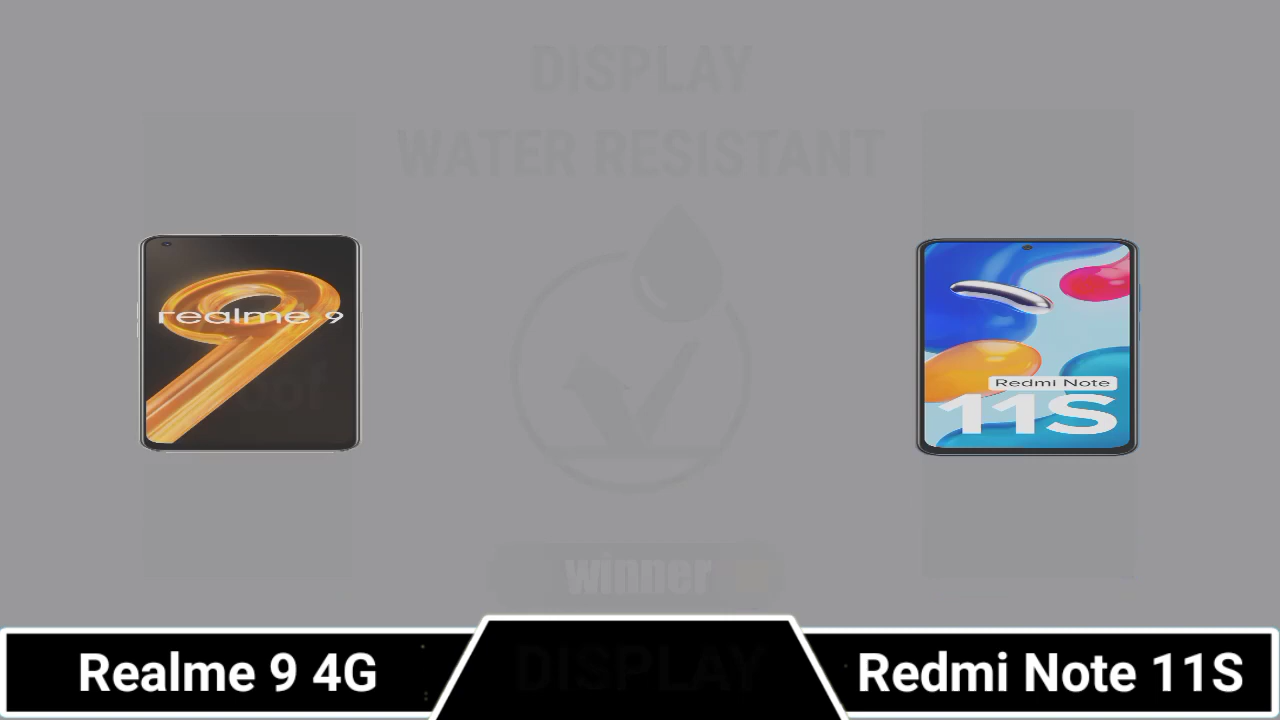 DISPLAY
WATER RESISTANT
realme 9
Redmi Note
11S
winner
Realme 9 4G
DISPLAY
Redmi Note 11S